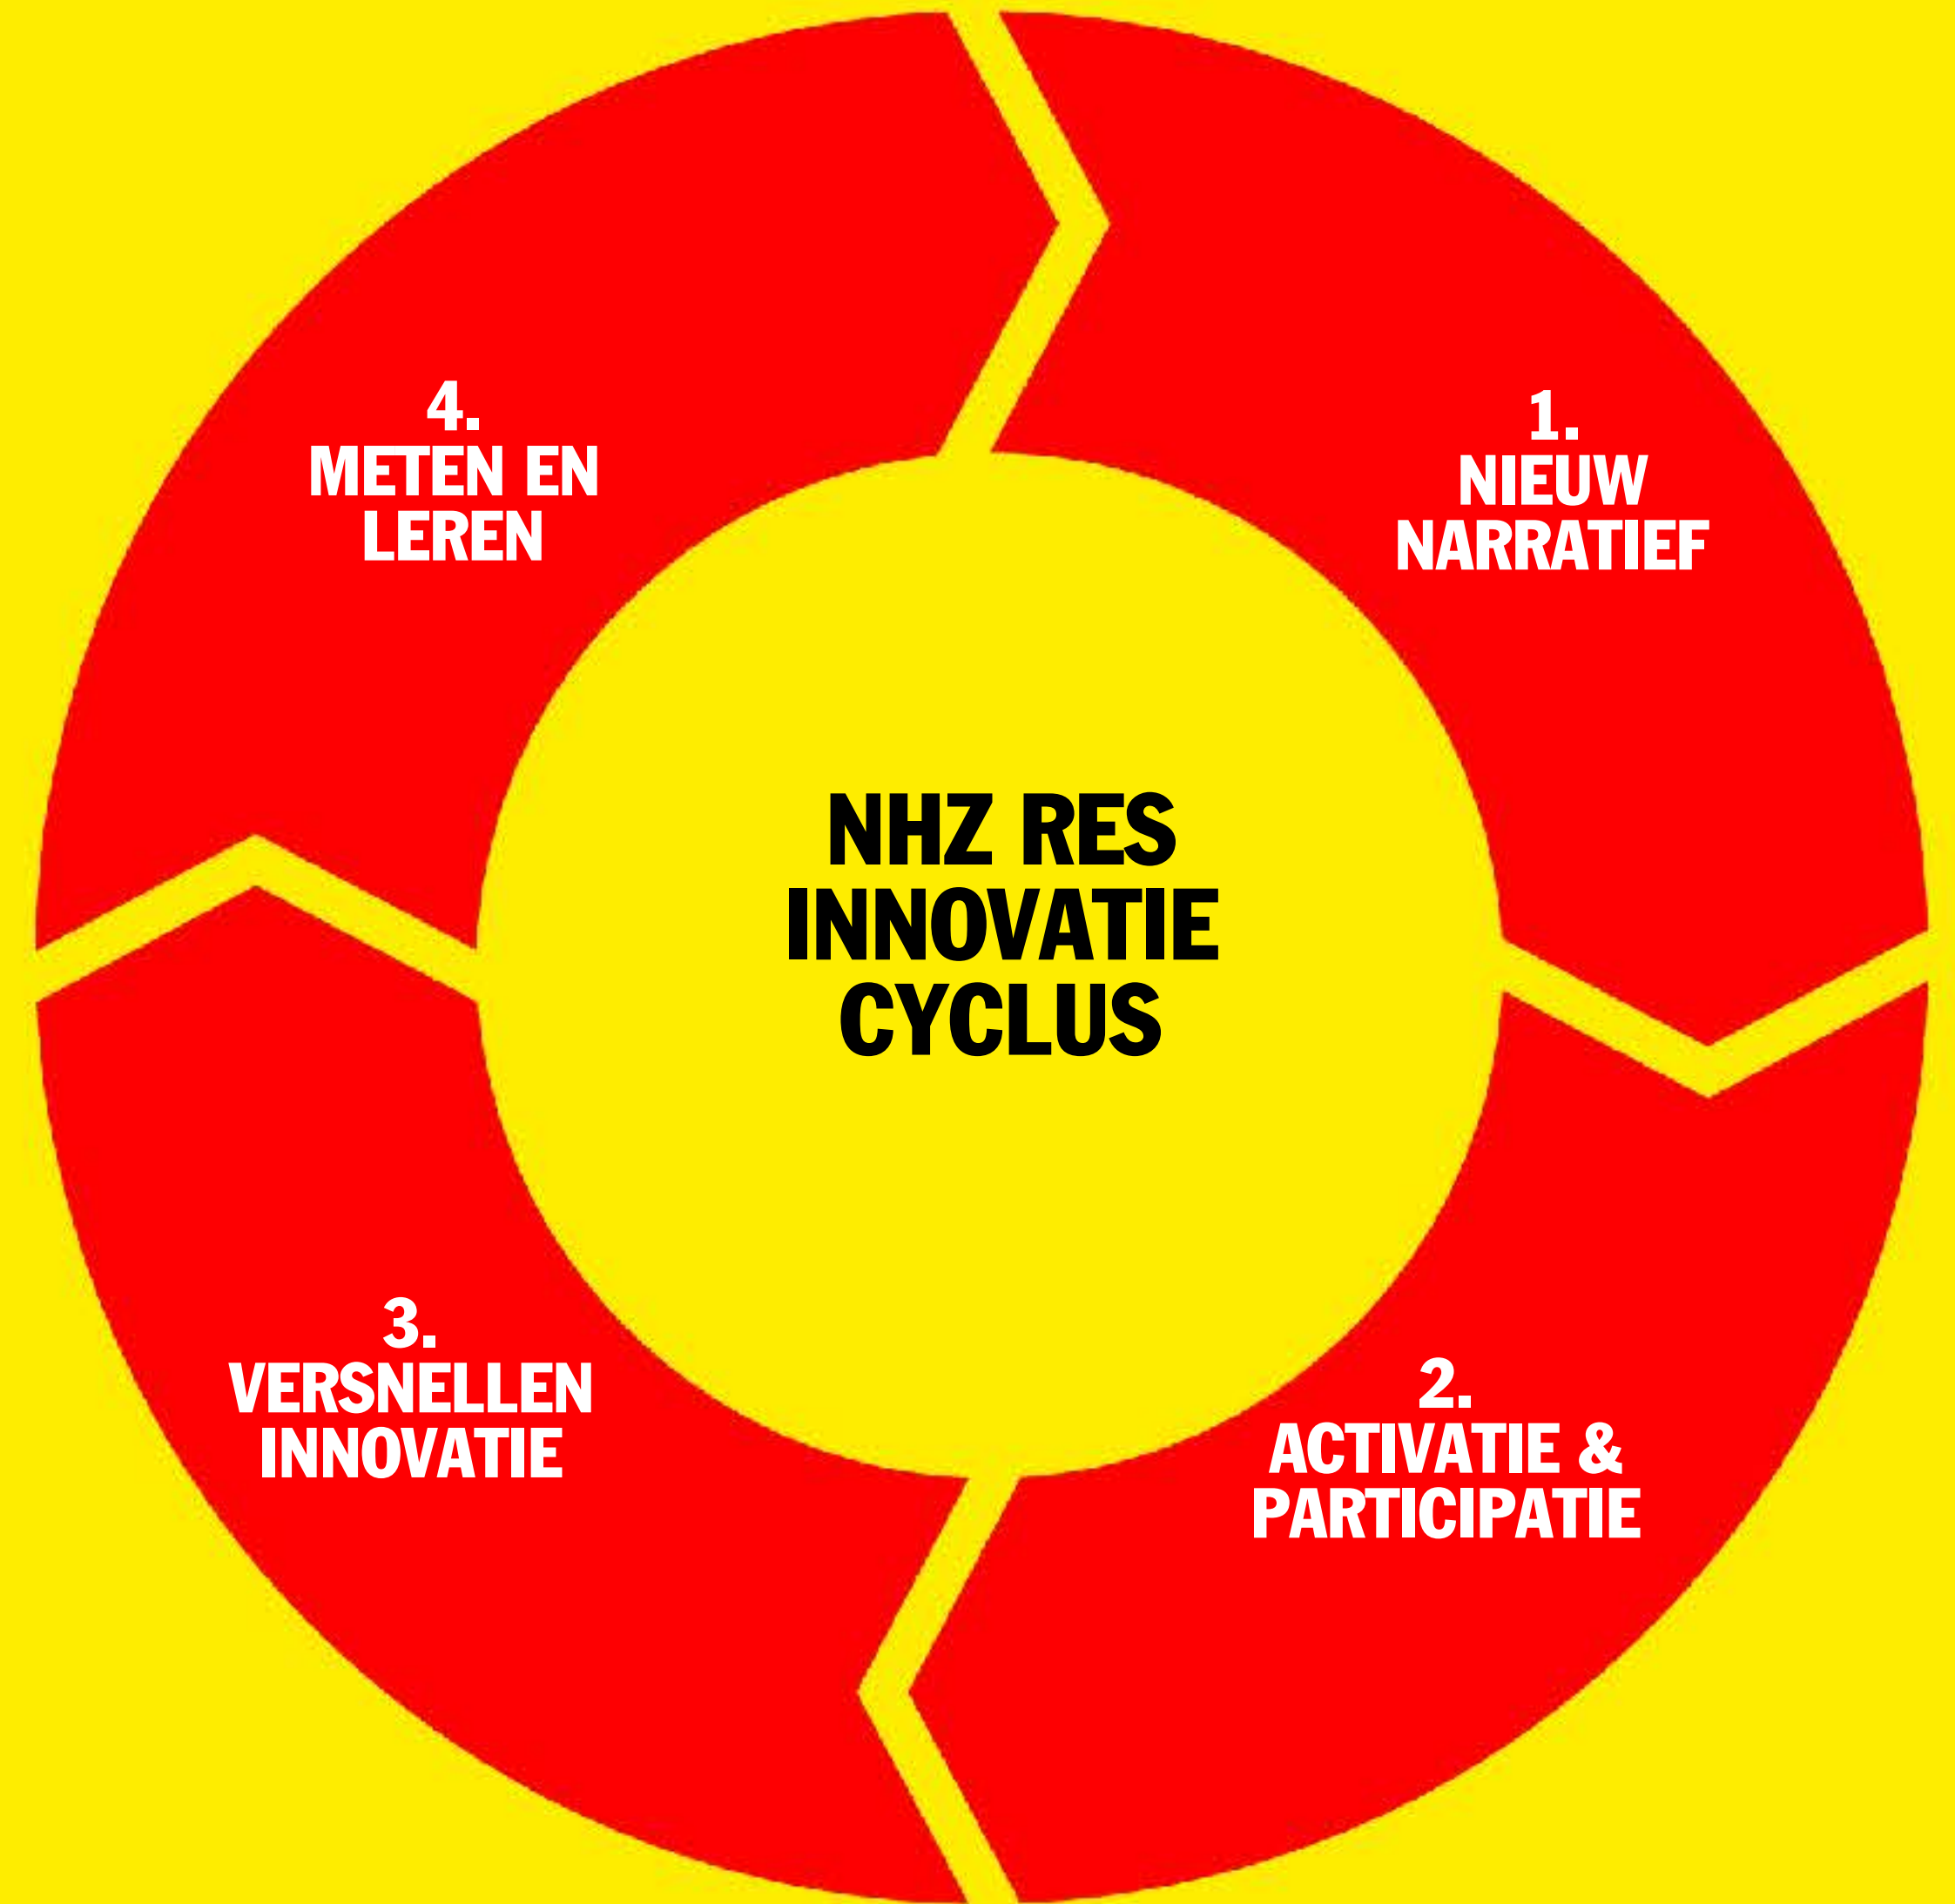 NHZ RES
INNOVATIE
CYCLUS
1.
NIEUW
NARRATIEF
2.
ACTIVATIE &
PARTICIPATIE
3.
VERSNELLEN
INNOVATIE
4.
METEN EN
LEREN